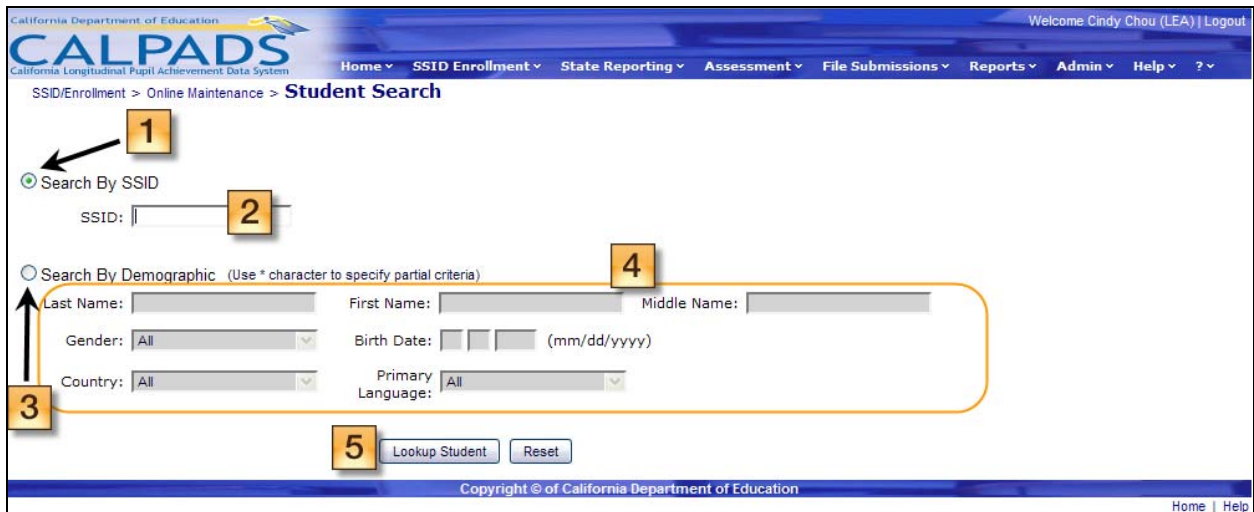 California Department of Education
Welcome Cindy Chou (LEA) | Logout
CALPADS
California Longitudinal Pupil Achievement Data System
Home SSID Enrollment State Reporting Assessment File Submissions Reports Admin Help ?
SSID/Enrollment > Online Maintenance > Student Search
1
Search By SSID
SSID: 2
Search By Demographic (Use * character to specify partial criteria)
4
Last Name: First Name: Middle Name:
Gender: All Birth Date: (mm/dd/yyyy)
Country: All Primary Language: All
3
5 Lookup Student Reset
Copyright © of California Department of Education
Home | Help